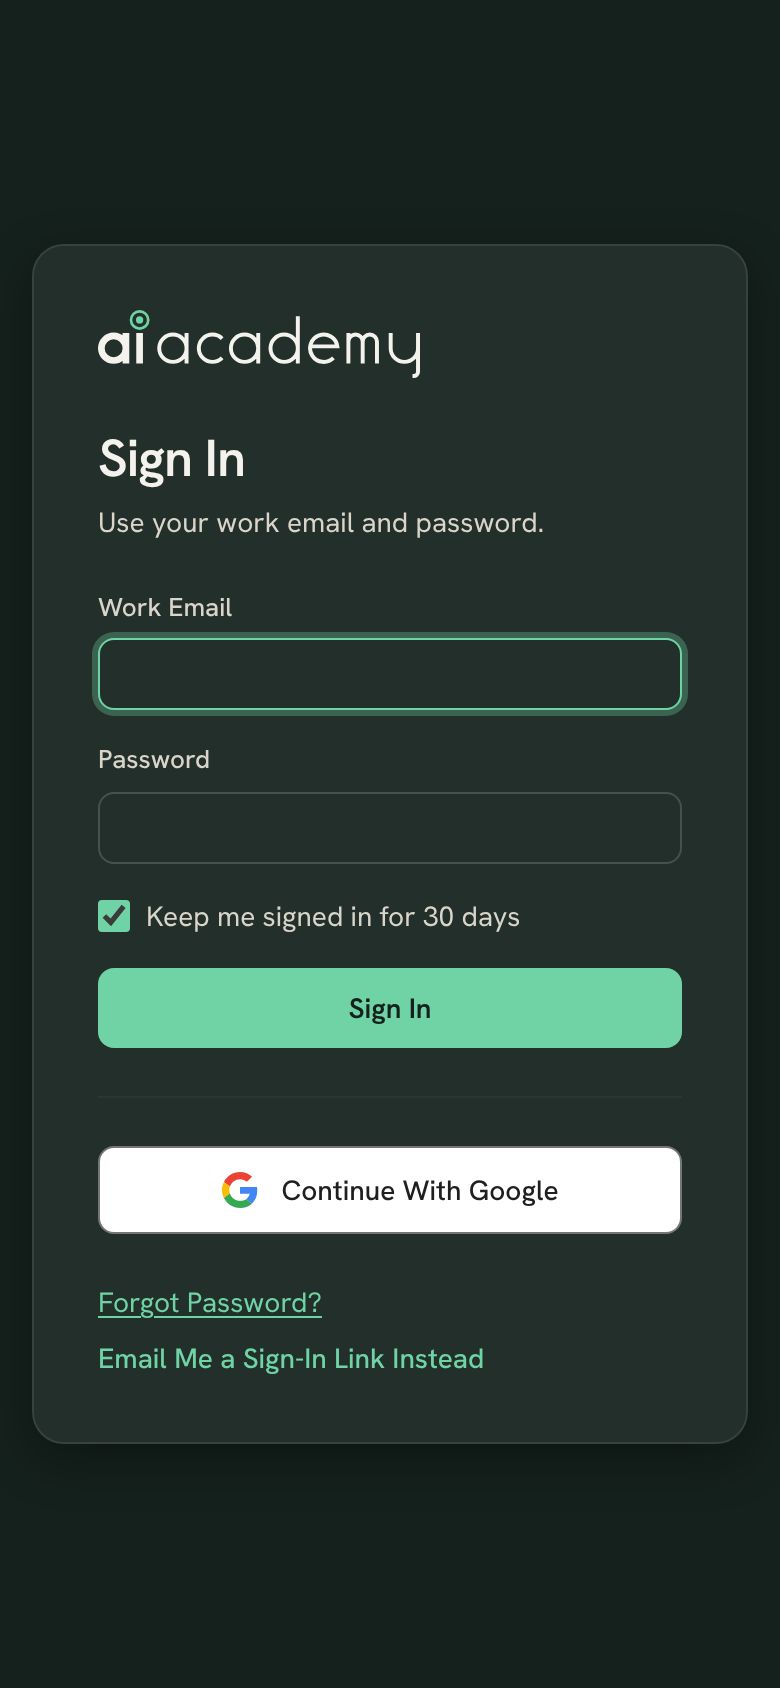 ai academy
Sign In
Use your work email and password.
Work Email
Password
Keep me signed in for 30 days
Sign In
Continue With Google
Forgot Password?
Email Me a Sign-In Link Instead